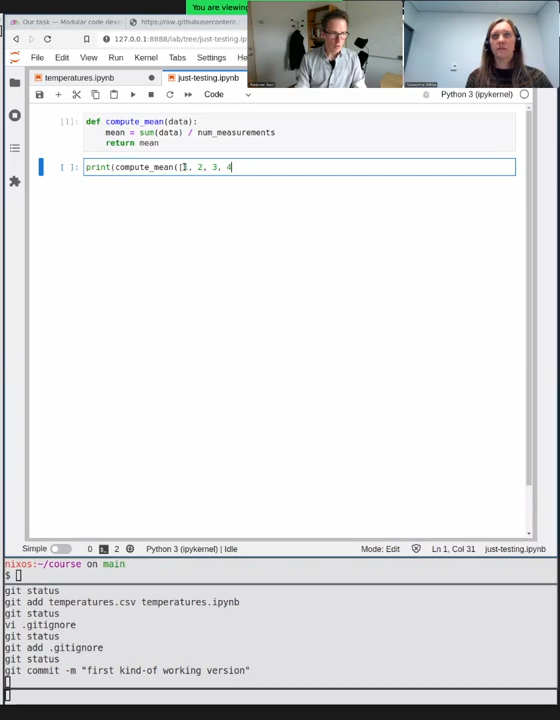 You are viewing
Our task — Modular code deve
https://raw.githubusercontent.
127.0.0.1:8888/lab/tree/just-testing.ip
File Edit View Run Kernel Tabs Settings He
temperatures.ipynb
just-testing.ipynb
Code
Python 3 (ipykernel)
[1]: def compute_mean(data):
mean = sum(data) / num_measurements
return mean
[ ]: print(compute_mean([1, 2, 3, 4
Simple 0 2 Python 3 (ipykernel) | Idle Mode: Edit Ln 1, Col 31 just-testing.ipynb
nixos:~/course on main
$
git status
git add temperatures.csv temperatures.ipynb
git status
vi .gitignore
git status
git add .gitignore
git status
git commit -m "first kind-of working version"